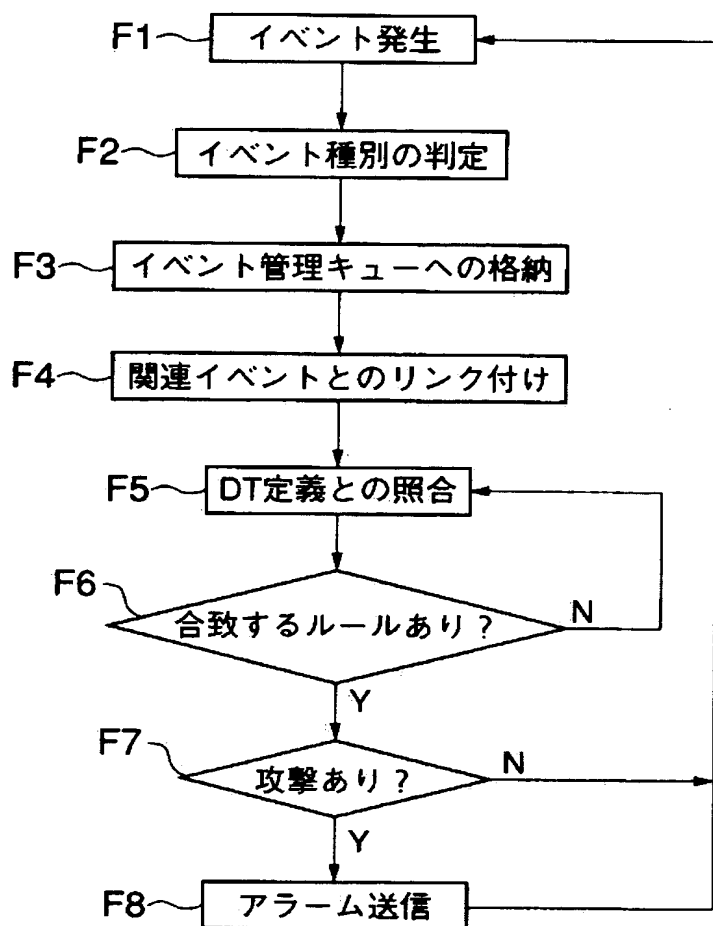 F1 イベント発生
F2 イベント種別の判定
F3 イベント管理キューへの格納
F4 関連イベントとのリンク付け
F5 DT定義との照合
F6 合致するルールあり?
N
Y
F7 攻撃あり?
N
Y
F8 アラーム送信